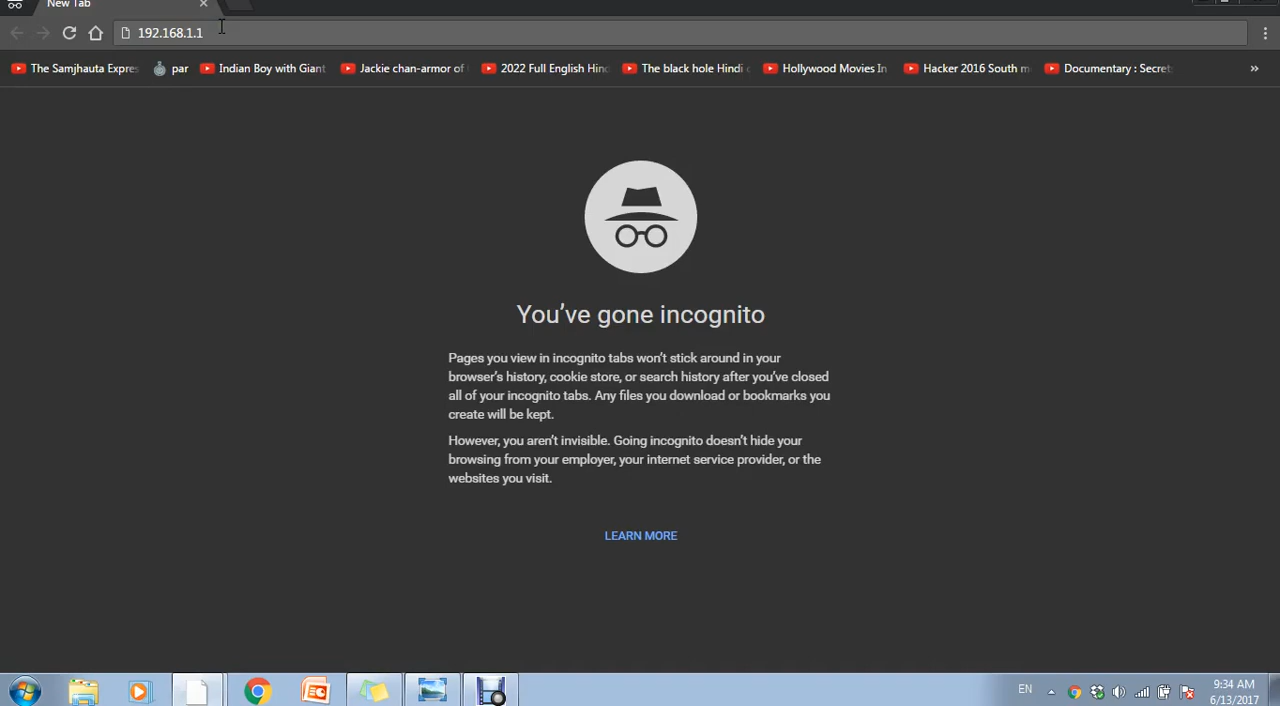 New Tab
192.168.1.1
The Samjhauta Expres par Indian Boy with Giant Jackie chan-armor of 2022 Full English Hind The black hole Hindi Hollywood Movies In Hacker 2016 South m Documentary : Secret »
You've gone incognito
Pages you view in incognito tabs won't stick around in your
browser's history, cookie store, or search history after you've closed
all of your incognito tabs. Any files you download or bookmarks you
create will be kept.
However, you aren't invisible. Going incognito doesn't hide your
browsing from your employer, your internet service provider, or the
websites you visit.
LEARN MORE
EN 9:34 AM
6/13/2017